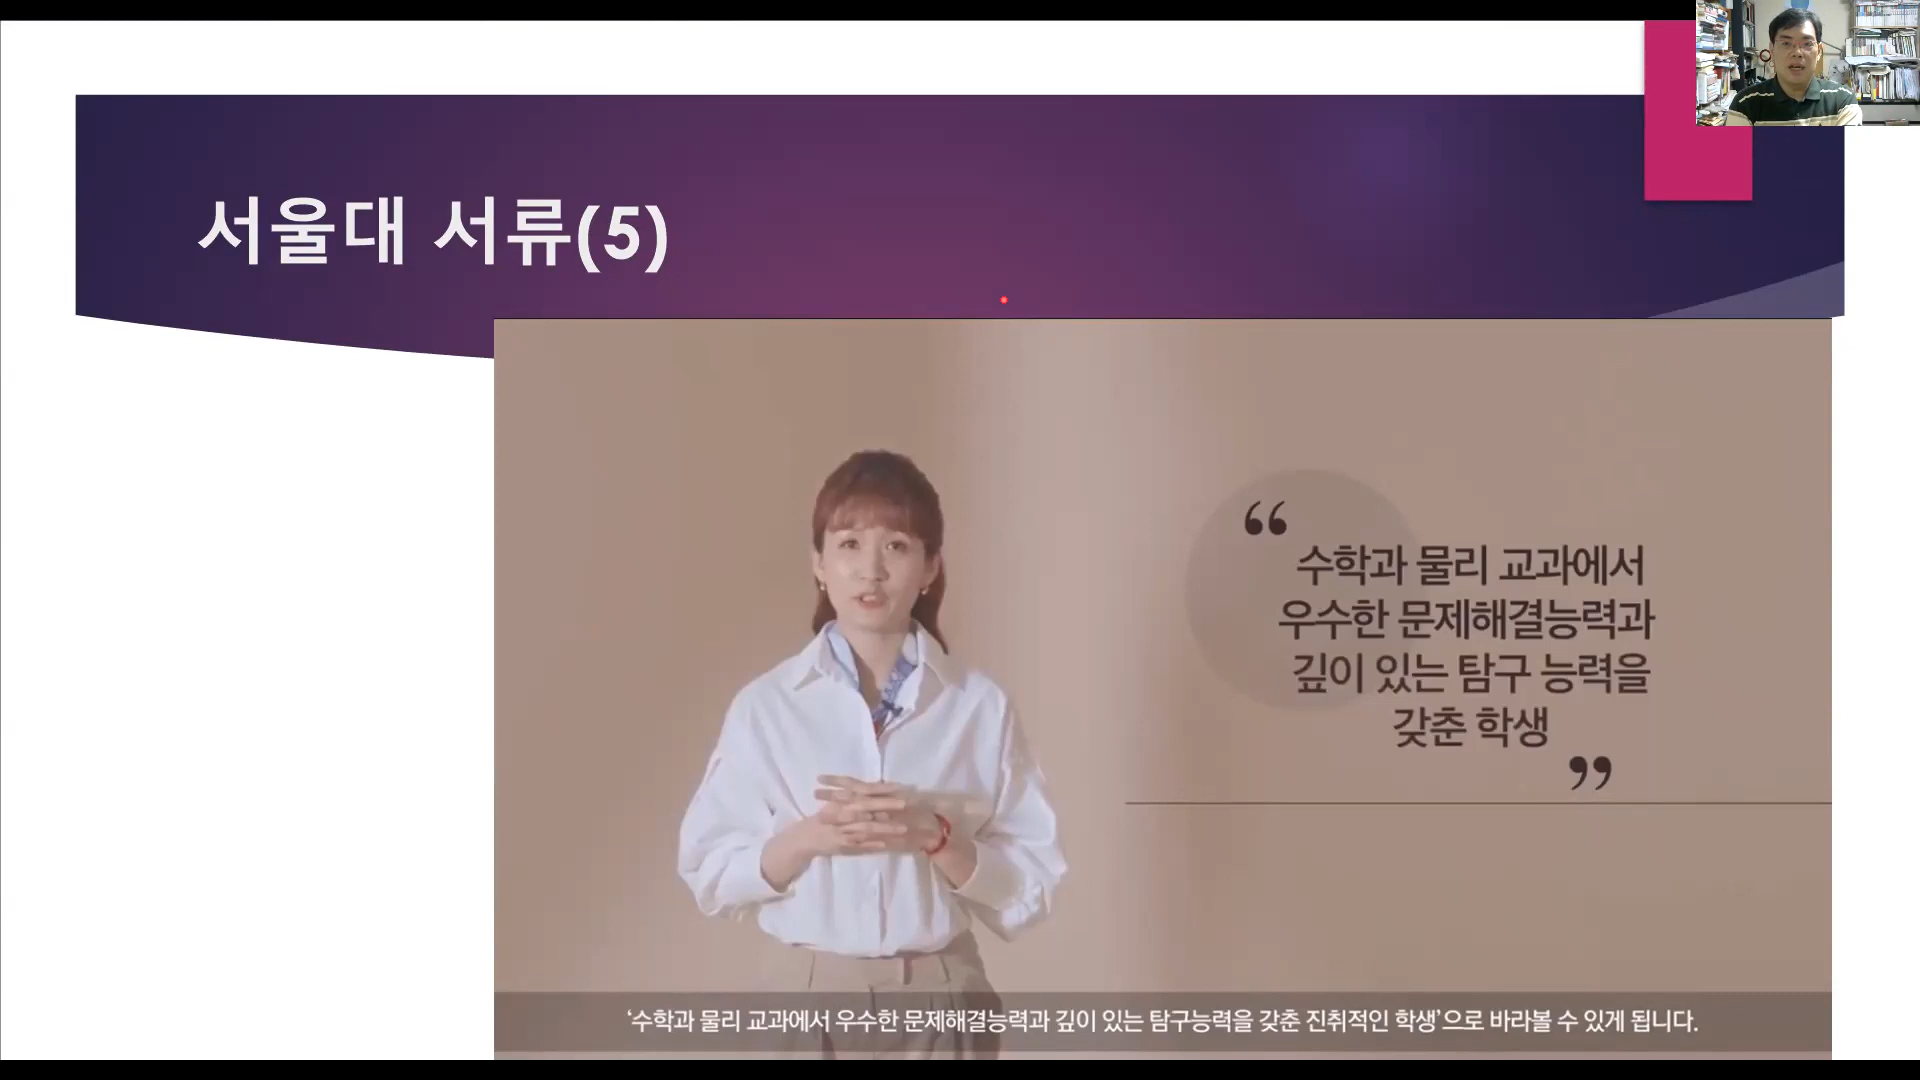 서울대 서류(5)
“
수학과 물리 교과에서
우수한 문제해결능력과
깊이 있는 탐구 능력을
갖춘 학생
”
‘수학과 물리 교과에서 우수한 문제해결능력과 깊이 있는 탐구능력을 갖춘 진취적인 학생’으로 바라볼 수 있게 됩니다.